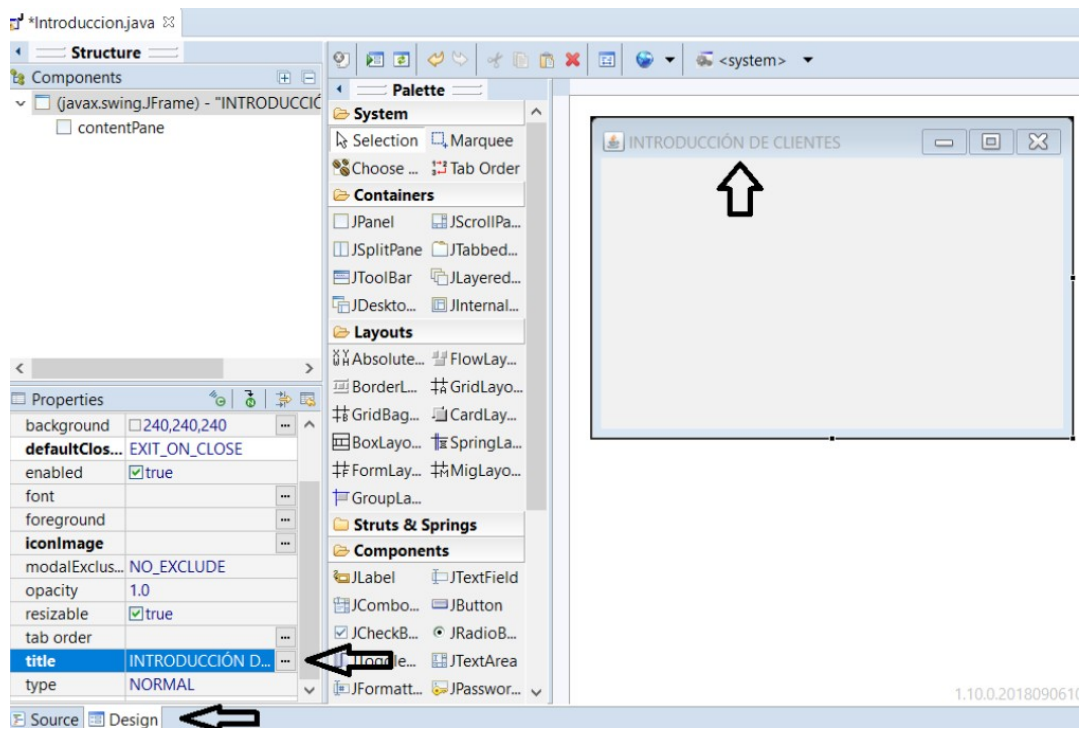 *Introduccion.java
Structure
Components
(javax.swing.JFrame) - "INTRODUCCIÓ
contentPane
Properties
background 240,240,240 ...
defaultClos... EXIT_ON_CLOSE
enabled true
font ...
foreground ...
iconImage ...
modalExclus... NO_EXCLUDE
opacity 1.0
resizable true
tab order ...
title INTRODUCCIÓN D... ...
type NORMAL
Source Design
<system>
Palette
System
Selection Marquee
Choose ... Tab Order
Containers
JPanel JScrollPa...
JSplitPane JTabbed...
JToolBar JLayered...
JDeskto... JInternal...
Layouts
Absolute... FlowLay...
BorderL... GridLayo...
GridBag... CardLay...
BoxLayo... SpringLa...
FormLay... MigLayo...
GroupLa...
Struts & Springs
Components
JLabel JTextField
JCombo... JButton
JCheckB... JRadioB...
JTextArea
JFormatt... JPasswor...
INTRODUCCIÓN DE CLIENTES
1.10.0.2018090610